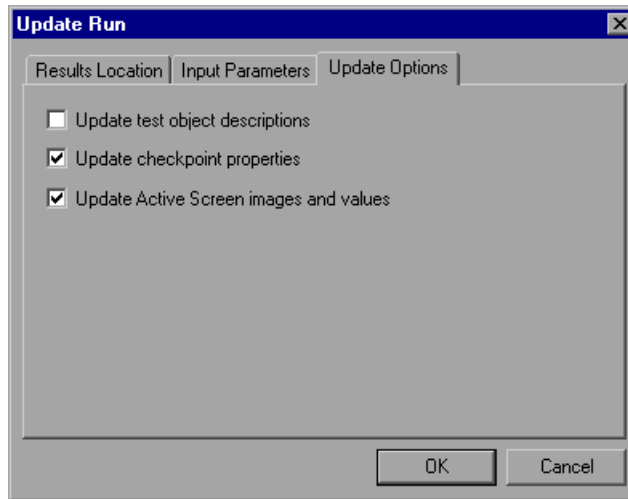 Update Run
Results Location Input Parameters Update Options
Update test object descriptions
Update checkpoint properties
Update Active Screen images and values
OK Cancel